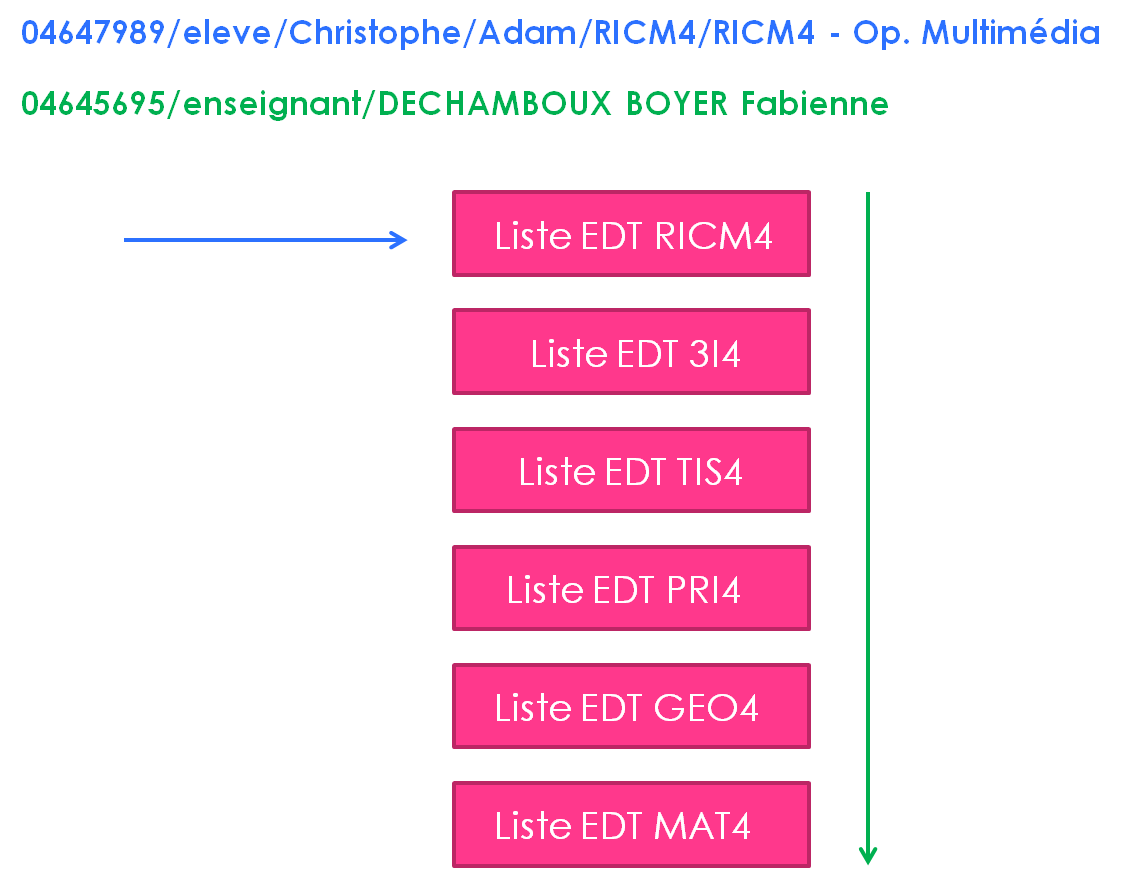 04647989/eleve/Christophe/Adam/RICM4/RICM4 - Op. Multimédia
04645695/enseignant/DECHAMBOUX BOYER Fabienne
Liste EDT RICM4
Liste EDT 3I4
Liste EDT TIS4
Liste EDT PRI4
Liste EDT GEO4
Liste EDT MAT4